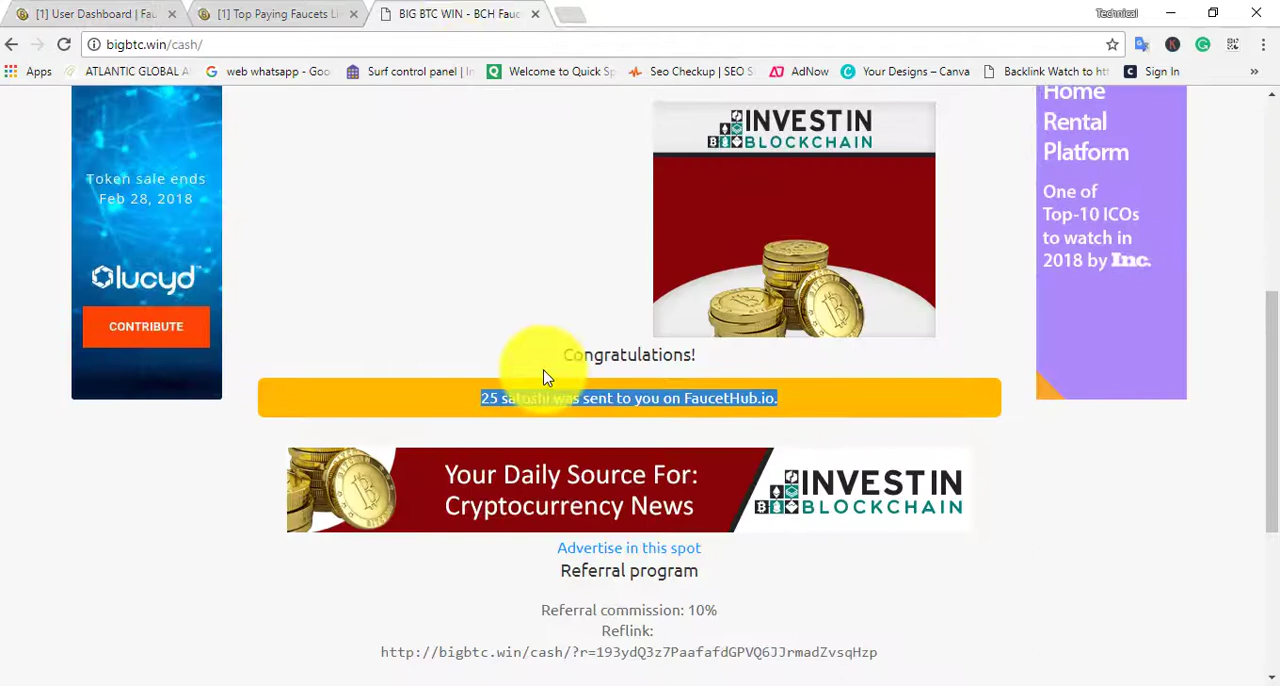 [1] User Dashboard | Fau
[1] Top Paying Faucets Li
BIG BTC WIN - BCH Fauc
Technical
bigbtc.win/cash/
Apps
ATLANTIC GLOBAL A
web whatsapp - Goo
Surf control panel | In
Welcome to Quick Sp
Seo Checkup | SEO S
AdNow
Your Designs – Canva
Backlink Watch to ht
Sign In
Token sale ends
Feb 28, 2018
lucyd
CONTRIBUTE
INVEST IN
BLOCKCHAIN
Home
Rental
Platform
One of
Top-10 ICOs
to watch in
2018 by Inc.
Congratulations!
25 satoshi was sent to you on FaucetHub.io.
Your Daily Source For:
Cryptocurrency News
INVEST IN
BLOCKCHAIN
Advertise in this spot
Referral program
Referral commission: 10%
Reflink:
http://bigbtc.win/cash/?r=193ydQ3z7PaafafdGPVQ6JJrmadZvsqHzp